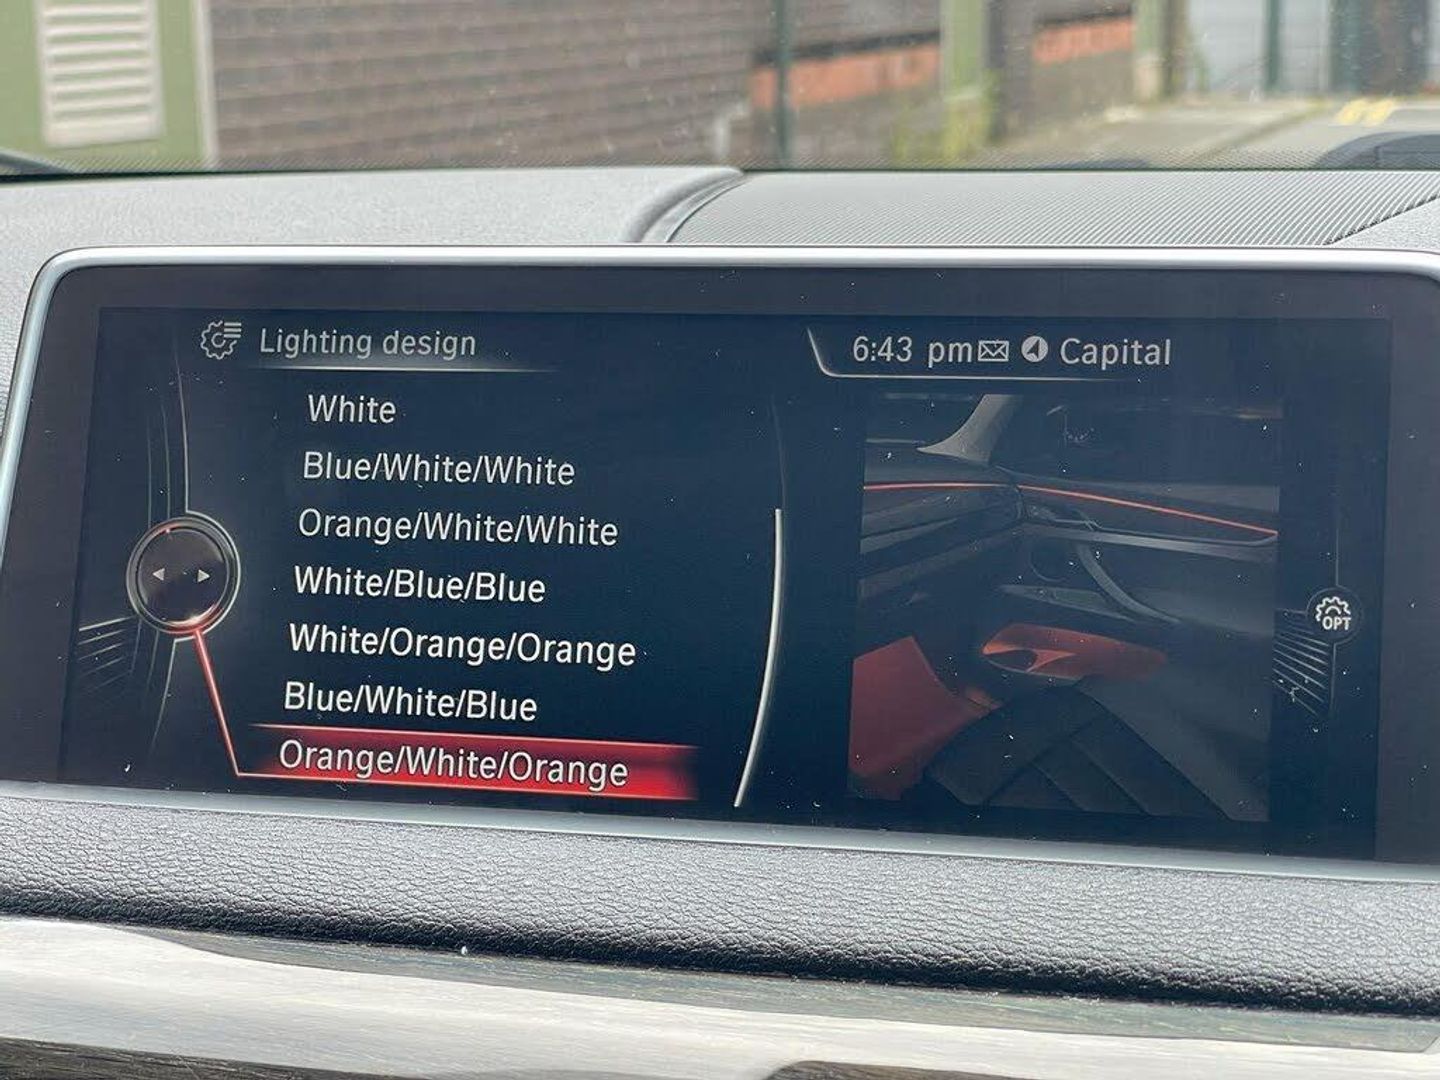 Lighting design
6:43 pm Capital
White
Blue/White/White
Orange/White/White
White/Blue/Blue
White/Orange/Orange
Blue/White/Blue
Orange/White/Orange
OPT